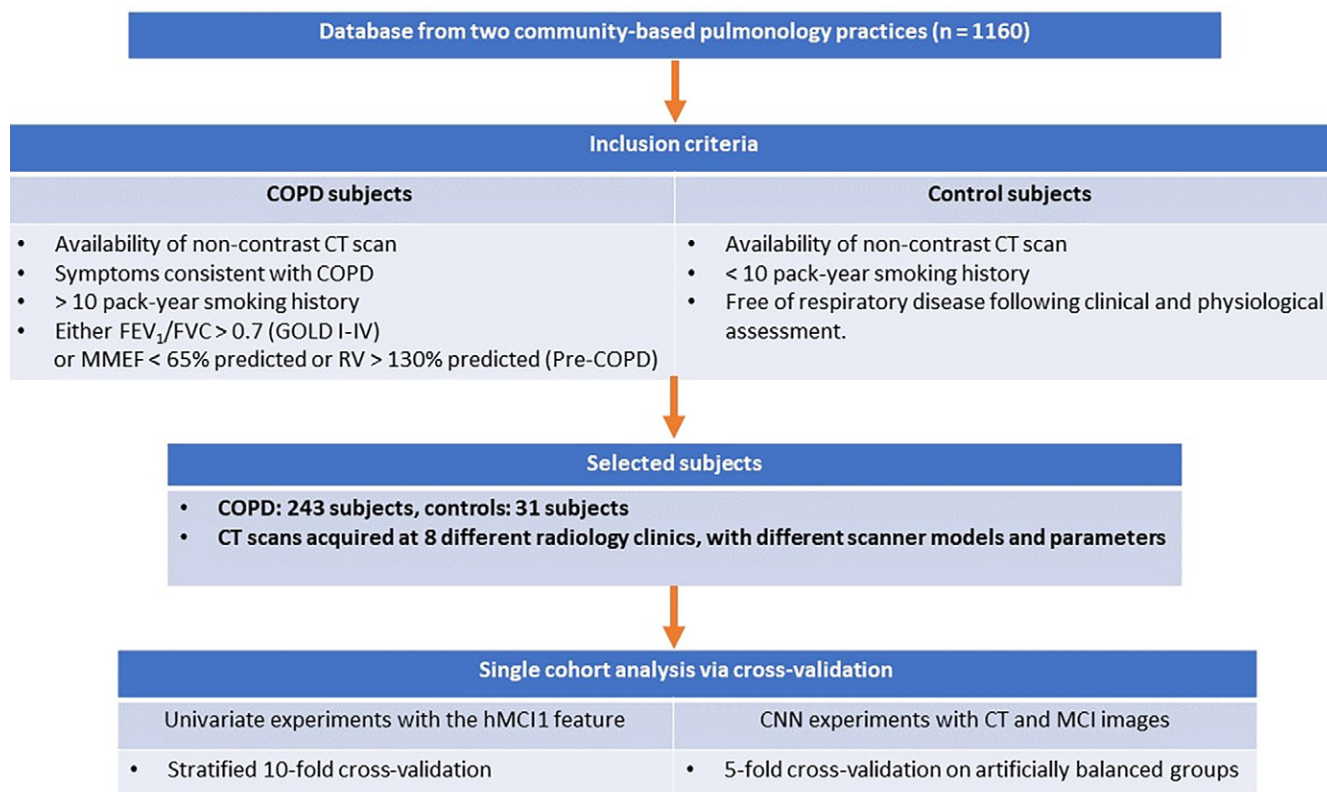 Database from two community-based pulmonology practices (n = 1160)
Inclusion criteria
COPD subjects
• Availability of non-contrast CT scan
• Symptoms consistent with COPD
• > 10 pack-year smoking history
• Either FEV₁/FVC > 0.7 (GOLD I-IV)
or MMEF < 65% predicted or RV > 130% predicted (Pre-COPD)
Control subjects
• Availability of non-contrast CT scan
• < 10 pack-year smoking history
• Free of respiratory disease following clinical and physiological
assessment.
Selected subjects
• COPD: 243 subjects, controls: 31 subjects
• CT scans acquired at 8 different radiology clinics, with different scanner models and parameters
Single cohort analysis via cross-validation
Univariate experiments with the hMCI1 feature
• Stratified 10-fold cross-validation
CNN experiments with CT and MCI images
• 5-fold cross-validation on artificially balanced groups